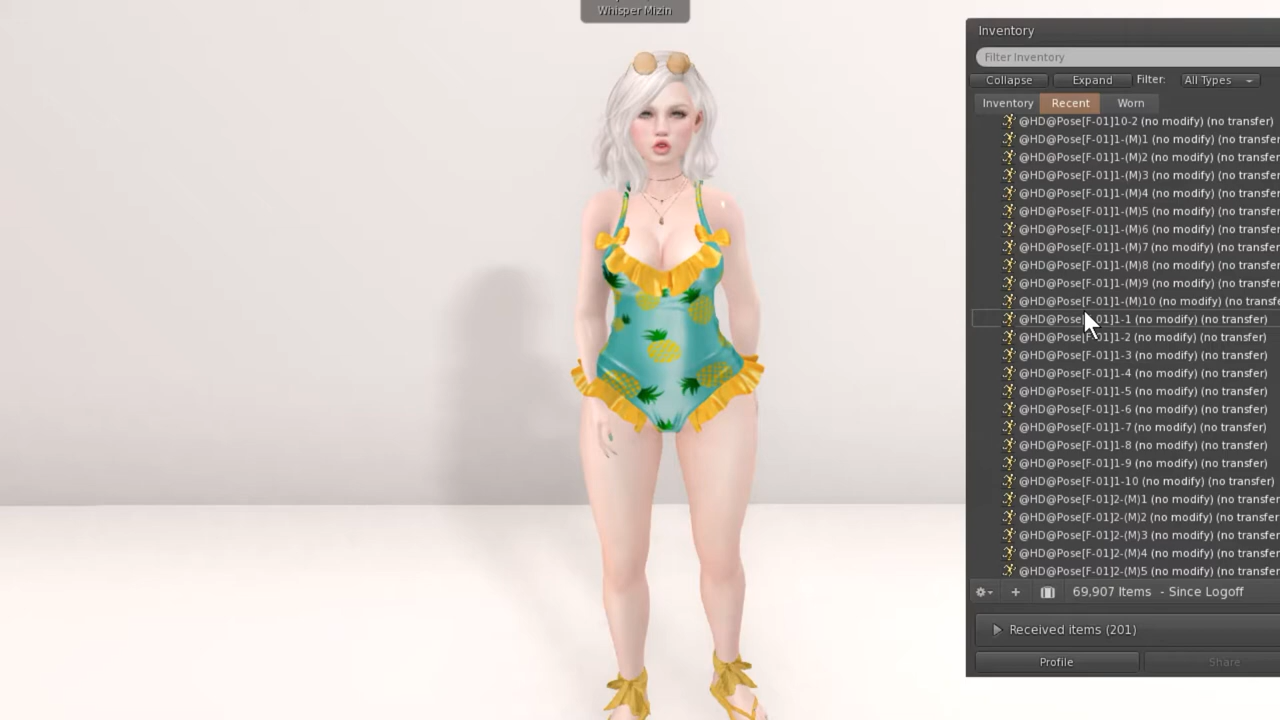 Whisper Mizin
Inventory
Filter Inventory
Collapse Expand Filter: All Types
Inventory Recent Worn
@HD@Pose[F-01]10-2 (no modify) (no transfer)
@HD@Pose[F-01]1-(M)1 (no modify) (no transfer
@HD@Pose[F-01]1-(M)2 (no modify) (no transfer
@HD@Pose[F-01]1-(M)3 (no modify) (no transfer
@HD@Pose[F-01]1-(M)4 (no modify) (no transfer
@HD@Pose[F-01]1-(M)5 (no modify) (no transfer
@HD@Pose[F-01]1-(M)6 (no modify) (no transfer
@HD@Pose[F-01]1-(M)7 (no modify) (no transfer
@HD@Pose[F-01]1-(M)8 (no modify) (no transfer
@HD@Pose[F-01]1-(M)9 (no modify) (no transfer
@HD@Pose[F-01]1-(M)10 (no modify) (no transfe
@HD@Pose[F-01]1-1 (no modify) (no transfer)
@HD@Pose[F-01]1-2 (no modify) (no transfer)
@HD@Pose[F-01]1-3 (no modify) (no transfer)
@HD@Pose[F-01]1-4 (no modify) (no transfer)
@HD@Pose[F-01]1-5 (no modify) (no transfer)
@HD@Pose[F-01]1-6 (no modify) (no transfer)
@HD@Pose[F-01]1-7 (no modify) (no transfer)
@HD@Pose[F-01]1-8 (no modify) (no transfer)
@HD@Pose[F-01]1-9 (no modify) (no transfer)
@HD@Pose[F-01]1-10 (no modify) (no transfer)
@HD@Pose[F-01]2-(M)1 (no modify) (no transfer
@HD@Pose[F-01]2-(M)2 (no modify) (no transfer
@HD@Pose[F-01]2-(M)3 (no modify) (no transfer
@HD@Pose[F-01]2-(M)4 (no modify) (no transfer
@HD@Pose[F-01]2-(M)5 (no modify) (no transfer
69,907 Items - Since Logoff
Received items (201)
Profile Share